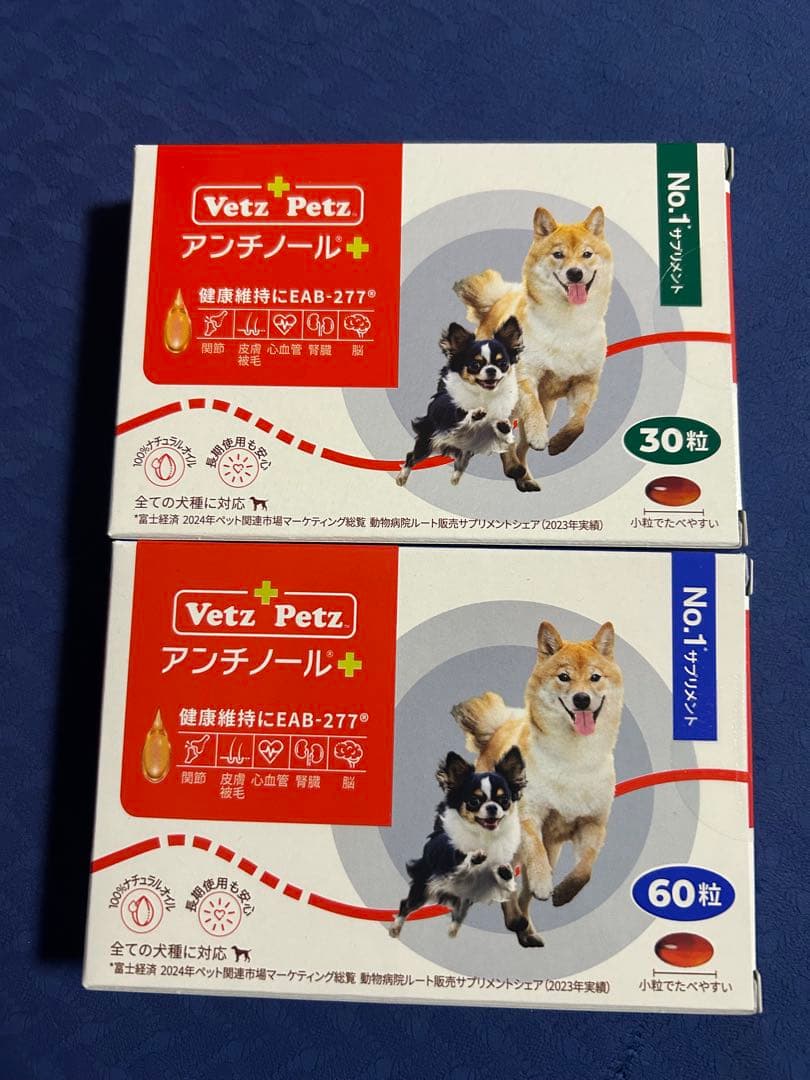 Vetz Petz™
アンチノール®+
健康維持にEAB-277®
関節 皮膚被毛 心血管 腎臓 脳
100%ナチュラルオイル
長期使用も安心
全ての犬種に対応
*富士経済 2024年ペット関連市場マーケティング総覧 動物病院ルート販売サプリメントシェア(2023年実績)
No.1*サプリメント
30粒
小粒でたべやすい
Vetz Petz™
アンチノール®+
健康維持にEAB-277®
関節 皮膚被毛 心血管 腎臓 脳
100%ナチュラルオイル
長期使用も安心
全ての犬種に対応
*富士経済 2024年ペット関連市場マーケティング総覧 動物病院ルート販売サプリメントシェア(2023年実績)
No.1*サプリメント
60粒
小粒でたべやすい